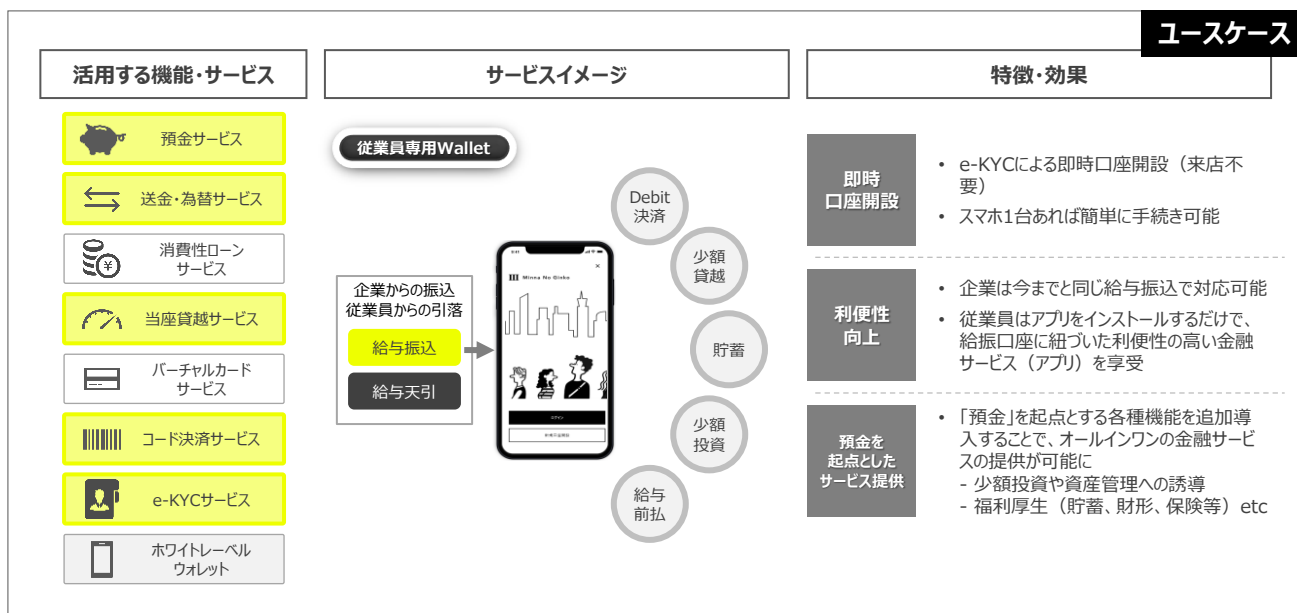 ユースケース
活用する機能・サービス
預金サービス
送金・為替サービス
消費性ローン
サービス
当座貸越サービス
バーチャルカード
サービス
コード決済サービス
e-KYCサービス
ホワイトレーベル
ウォレット
サービスイメージ
従業員専用Wallet
企業からの振込
従業員からの引落
給与振込
給与天引
Minna No Ginko
ログイン
Debit
決済
少額
貸越
貯蓄
少額
投資
給与
前払
特徴・効果
即時
口座開設
• e-KYCによる即時口座開設（来店不
要）
• スマホ1台あれば簡単に手続き可能
利便性
向上
• 企業は今までと同じ給与振込で対応可能
• 従業員はアプリをインストールするだけで、
給振口座に紐づいた利便性の高い金融
サービス（アプリ）を享受
預金を
起点とした
サービス提供
• 「預金」を起点とする各種機能を追加導
入することで、オールインワンの金融サービ
スの提供が可能に
- 少額投資や資産管理への誘導
- 福利厚生（貯蓄、財形、保険等）etc